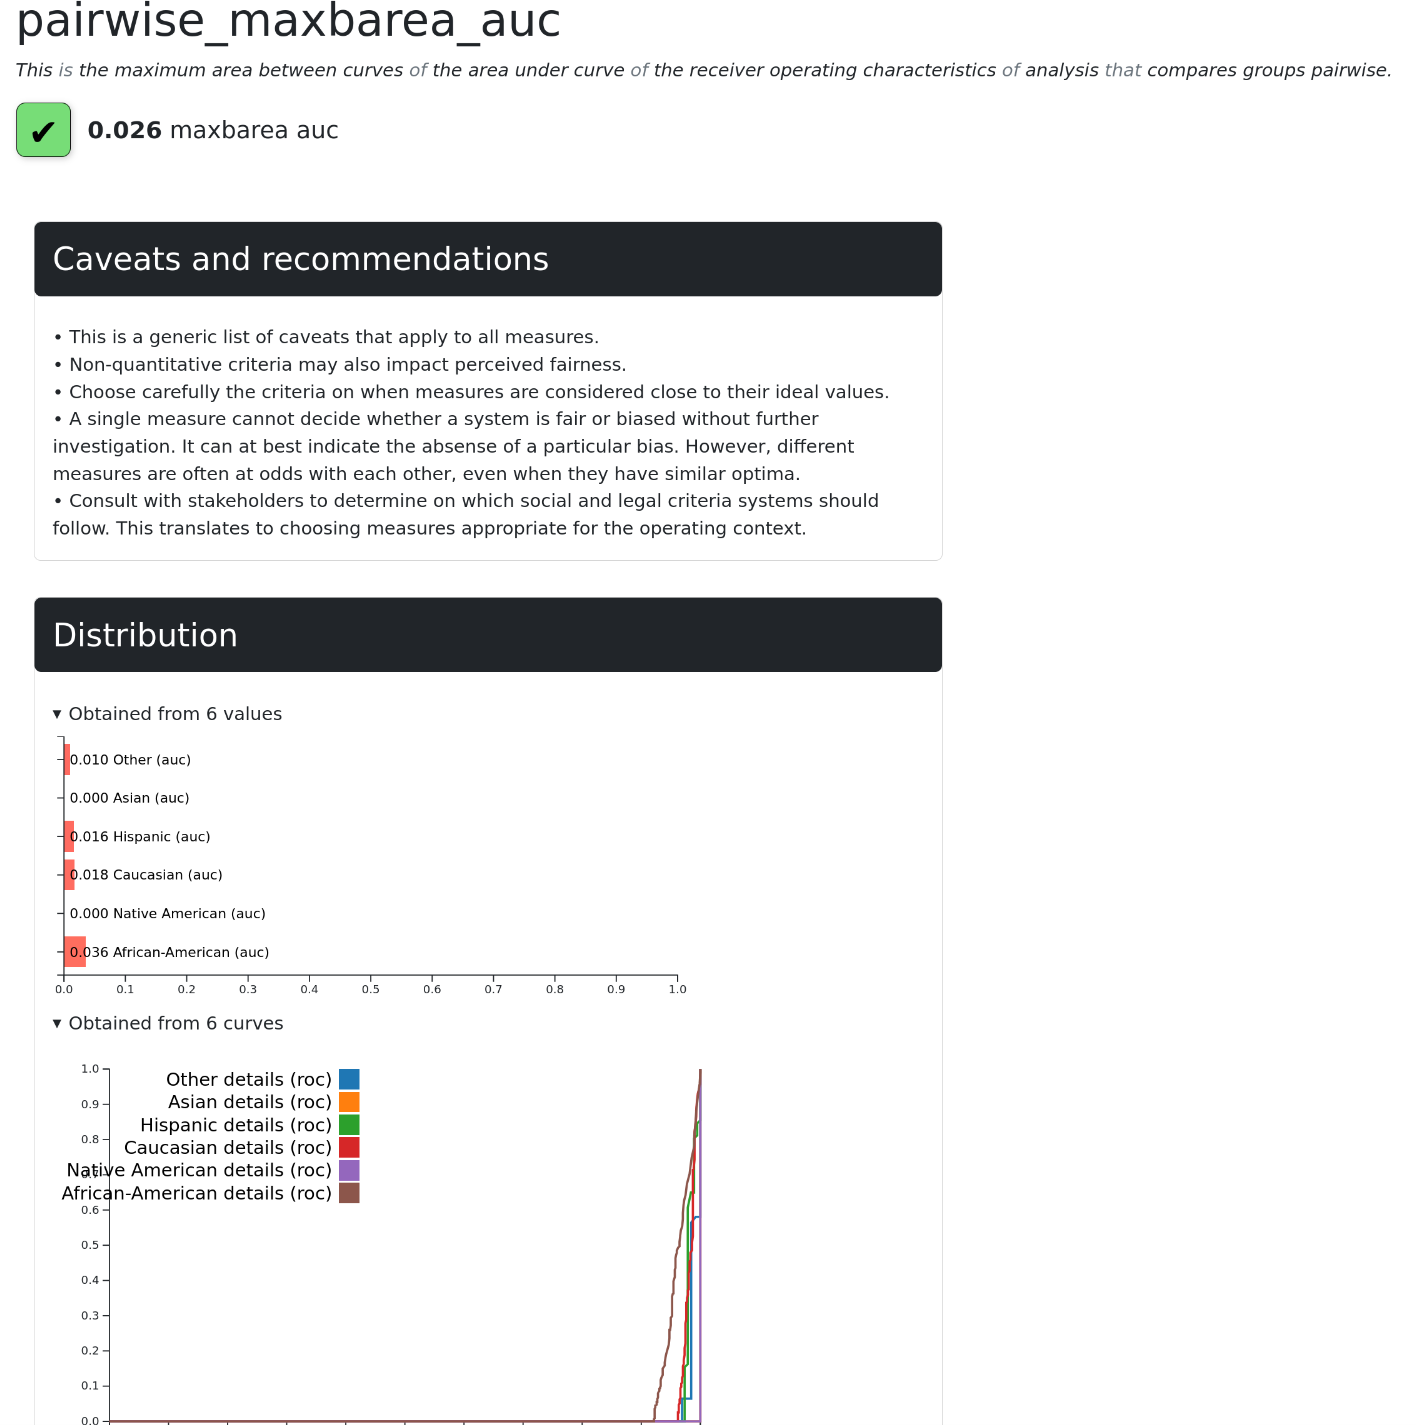 pairwise_maxbarea_auc
This is the maximum area between curves of the area under curve of the receiver operating characteristics of analysis that compares groups pairwise.
✔ 0.026 maxbarea auc
Caveats and recommendations
• This is a generic list of caveats that apply to all measures.
• Non-quantitative criteria may also impact perceived fairness.
• Choose carefully the criteria on when measures are considered close to their ideal values.
• A single measure cannot decide whether a system is fair or biased without further
investigation. It can at best indicate the absense of a particular bias. However, different
measures are often at odds with each other, even when they have similar optima.
• Consult with stakeholders to determine on which social and legal criteria systems should
follow. This translates to choosing measures appropriate for the operating context.
Distribution
▾ Obtained from 6 values
0.010 Other (auc)
0.000 Asian (auc)
0.016 Hispanic (auc)
0.018 Caucasian (auc)
0.000 Native American (auc)
0.036 African-American (auc)
0.0 0.1 0.2 0.3 0.4 0.5 0.6 0.7 0.8 0.9 1.0
▾ Obtained from 6 curves
1.0
Other details (roc)
0.9
Asian details (roc)
Hispanic details (roc)
0.8
Caucasian details (roc)
Native American details (roc)
African-American details (roc)
0.6
0.5
0.4
0.3
0.2
0.1
0.0